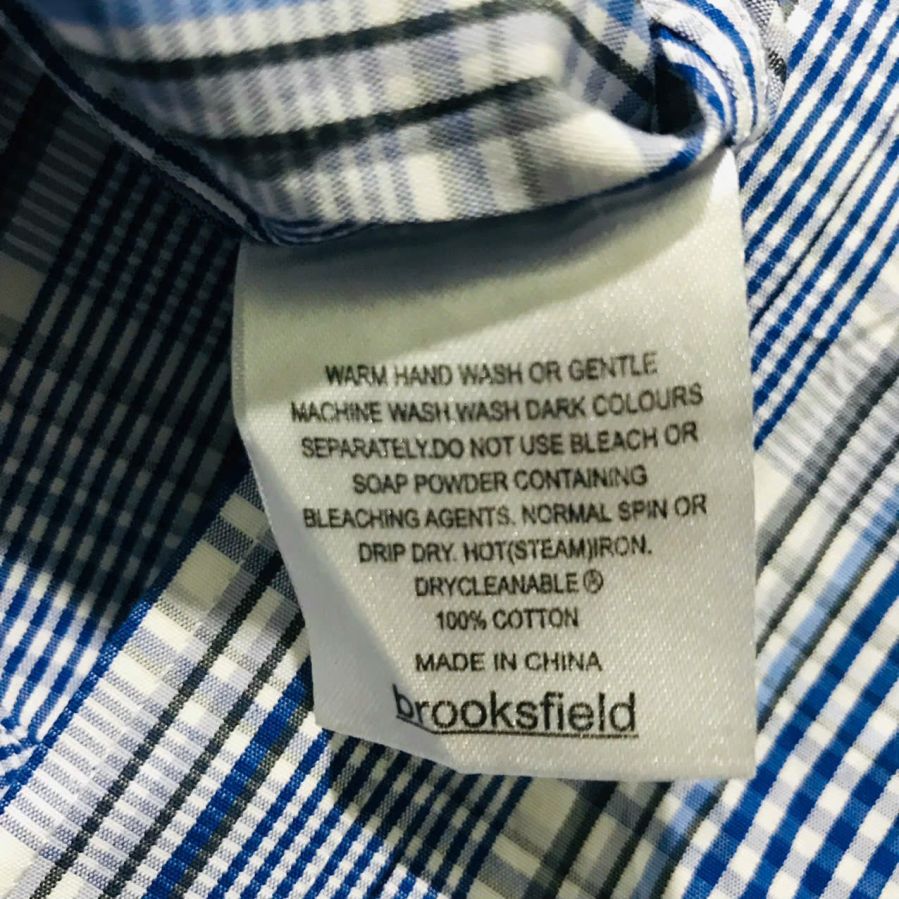 WARM HAND WASH OR GENTLE
MACHINE WASH.WASH DARK COLOURS
SEPARATELY.DO NOT USE BLEACH OR
SOAP POWDER CONTAINING
BLEACHING AGENTS. NORMAL SPIN OR
DRIP DRY. HOT(STEAM)IRON.
DRYCLEANABLE Ⓐ
100% COTTON
MADE IN CHINA
brooksfield